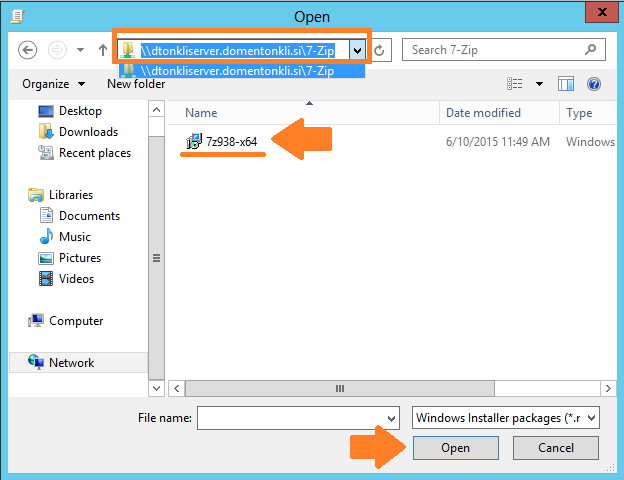 Open
x
\\dtonkliserver.domentonkli.si\7-Zip
Search 7-Zip
\\dtonkliserver.domentonkli.si\7-Zip
Organize
New folder
?
Desktop
Downloads
Recent places
Libraries
Documents
Music
Pictures
Videos
Computer
Network
Name
Date modified
Type
7z938-x64
6/10/2015 11:49 AM
Windows
File name:
Windows Installer packages (*.r
Open
Cancel